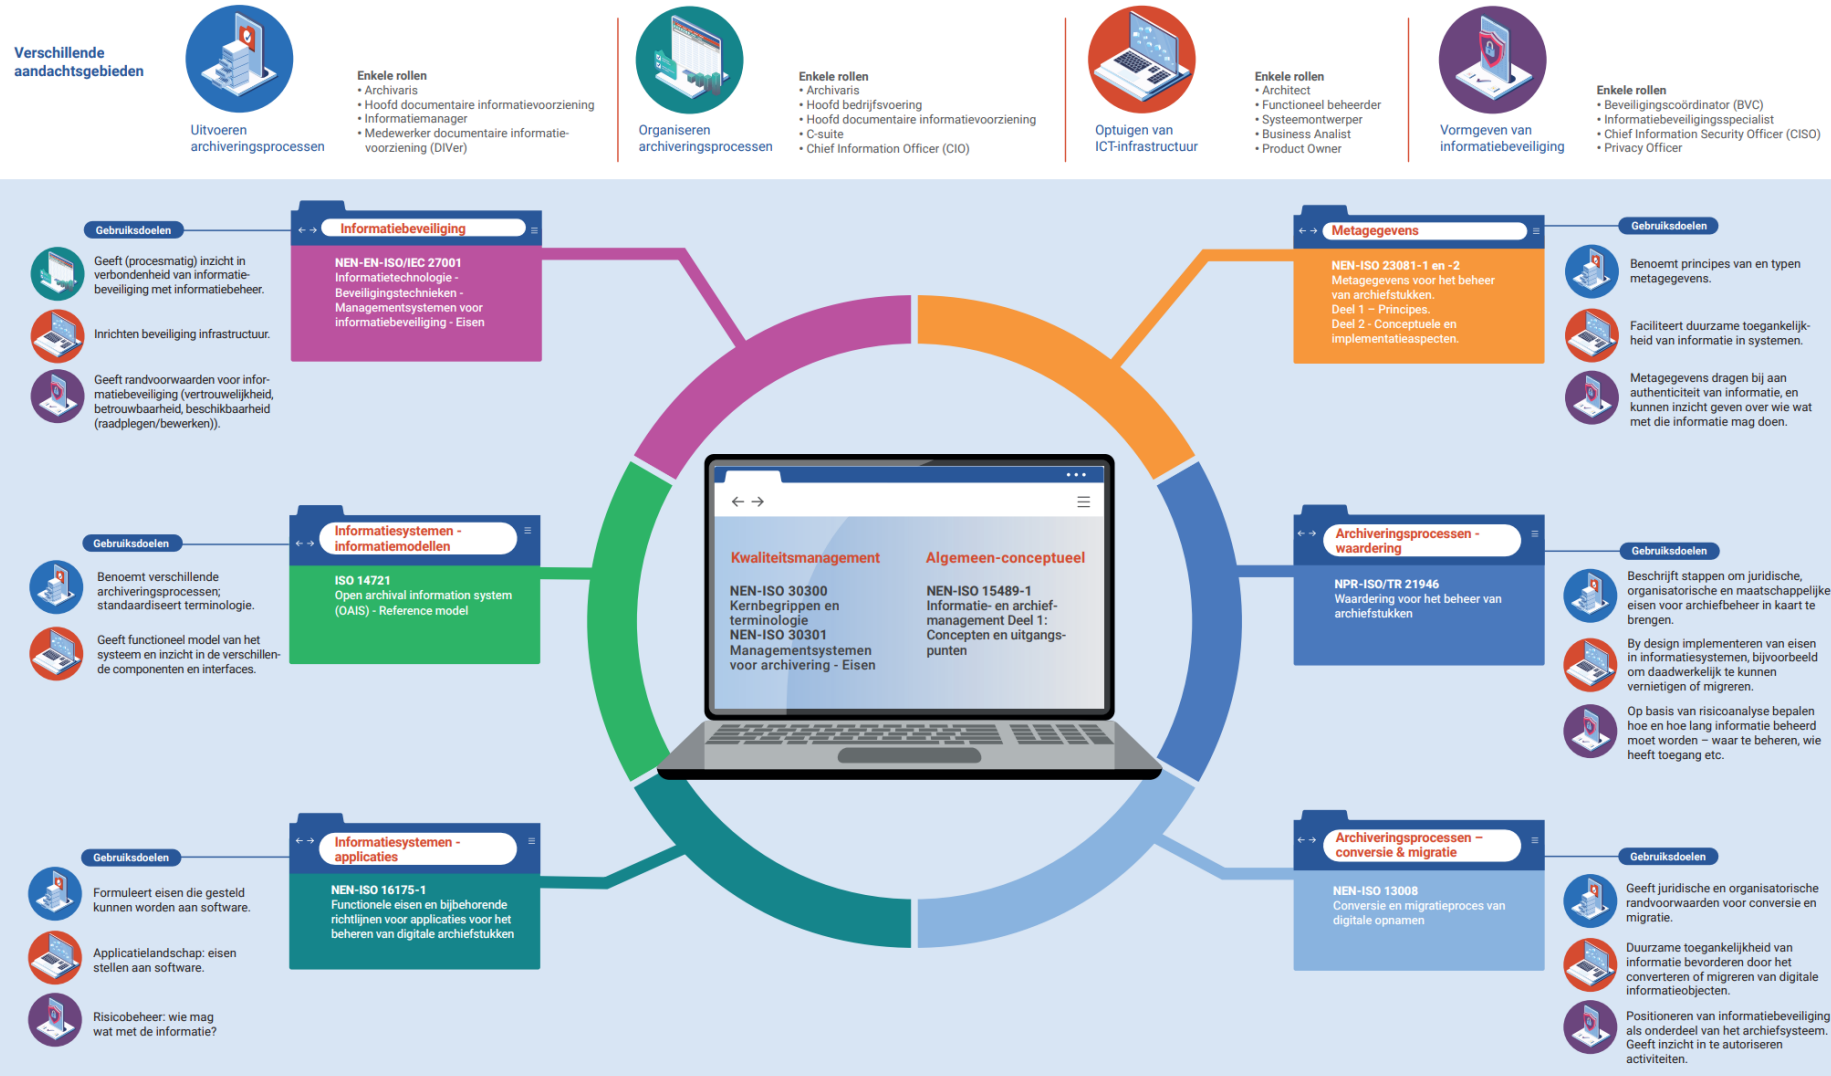 Verschillende
aandachtsgebieden
Uitvoeren
archiveringsprocessen
Enkele rollen
• Archivaris
• Hoofd documentaire informatievoorziening
• Informatiemanager
• Medewerker documentaire informatie-
voorziening (DIVer)
Organiseren
archiveringsprocessen
Enkele rollen
• Archivaris
• Hoofd bedrijfsvoering
• Hoofd documentaire informatievoorziening
• C-suite
• Chief Information Officer (CIO)
Optuigen van
ICT-infrastructuur
Enkele rollen
• Architect
• Functioneel beheerder
• Systeemontwerper
• Business Analist
• Product Owner
Vormgeven van
informatiebeveiliging
Enkele rollen
• Beveiligingscoördinator (BVC)
• Informatiebeveiligingsspecialist
• Chief Information Security Officer (CISO)
• Privacy Officer
Gebruiksdoelen
Geeft (procesmatig) inzicht in
verbondenheid van informatie-
beveiliging met informatiebeheer.
Inrichten beveiliging infrastructuur.
Geeft randvoorwaarden voor infor-
matiebeveiliging (vertrouwelijkheid,
betrouwbaarheid, beschikbaarheid
(raadplegen/bewerken)).
Informatiebeveiliging
NEN-EN-ISO/IEC 27001
Informatietechnologie -
Beveiligingstechnieken -
Managementsystemen voor
informatiebeveiliging - Eisen
Metagegevens
NEN-ISO 23081-1 en -2
Metagegevens voor het beheer
van archiefstukken.
Deel 1 – Principes.
Deel 2 - Conceptuele en
implementatieaspecten.
Gebruiksdoelen
Benoemt principes van en typen
metagegevens.
Faciliteert duurzame toegankelijk-
heid van informatie in systemen.
Metagegevens dragen bij aan
authenticiteit van informatie, en
kunnen inzicht geven over wie wat
met die informatie mag doen.
Gebruiksdoelen
Benoemt verschillende
archiveringsprocessen;
standaardiseert terminologie.
Geeft functioneel model van het
systeem en inzicht in de verschillen-
de componenten en interfaces.
Informatiesystemen -
informatiemodellen
ISO 14721
Open archival information system
(OAIS) - Reference model
Kwaliteitsmanagement
NEN-ISO 30300
Kernbegrippen en
terminologie
NEN-ISO 30301
Managementsystemen
voor archivering - Eisen
Algemeen-conceptueel
NEN-ISO 15489-1
Informatie- en archief-
management Deel 1:
Concepten en uitgangs-
punten
Archiveringsprocessen -
waardering
NPR-ISO/TR 21946
Waardering voor het beheer van
archiefstukken
Gebruiksdoelen
Beschrijft stappen om juridische,
organisatorische en maatschappelijke
eisen voor archiefbeheer in kaart te
brengen.
By design implementeren van eisen
in informatiesystemen, bijvoorbeeld
om daadwerkelijk te kunnen
vernietigen of migreren.
Op basis van risicoanalyse bepalen
hoe en hoe lang informatie beheerd
moet worden – waar te beheren, wie
heeft toegang etc.
Gebruiksdoelen
Formuleert eisen die gesteld
kunnen worden aan software.
Applicatielandschap: eisen
stellen aan software.
Risicobeheer: wie mag
wat met de informatie?
Informatiesystemen -
applicaties
NEN-ISO 16175-1
Functionele eisen en bijbehorende
richtlijnen voor applicaties voor het
beheren van digitale archiefstukken
Archiveringsprocessen –
conversie & migratie
NEN-ISO 13008
Conversie en migratieproces van
digitale opnamen
Gebruiksdoelen
Geeft juridische en organisatorische
randvoorwaarden voor conversie en
migratie.
Duurzame toegankelijkheid van
informatie bevorderen door het
converteren of migreren van digitale
informatieobjecten.
Positioneren van informatiebeveiliging
als onderdeel van het archiefsysteem.
Geeft inzicht in te autoriseren
activiteiten.